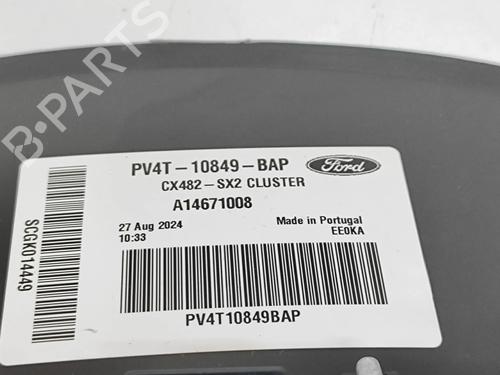 PV4T-10849-BAP
Ford
CX482-SX2 CLUSTER
A14671008
27 Aug 2024
10:33
Made in Portugal
EE0KA
SCGK014449
PV4T10849BAP
B-Parts